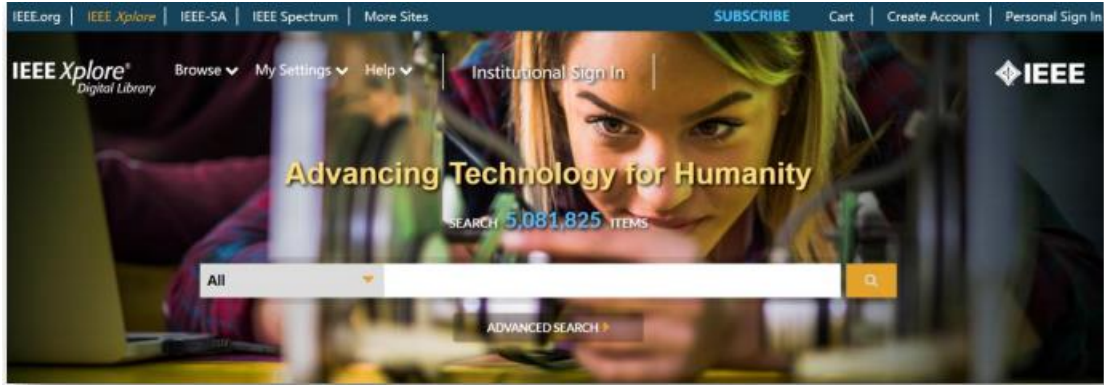 IEEE.org | IEEE Xplore | IEEE-SA | IEEE Spectrum | More Sites SUBSCRIBE Cart | Create Account | Personal Sign In
IEEE Xplore® Browse My Settings Help | Institutional Sign In | IEEE
Digital Library
Advancing Technology for Humanity
SEARCH 5,081,825 ITEMS
All
ADVANCED SEARCH